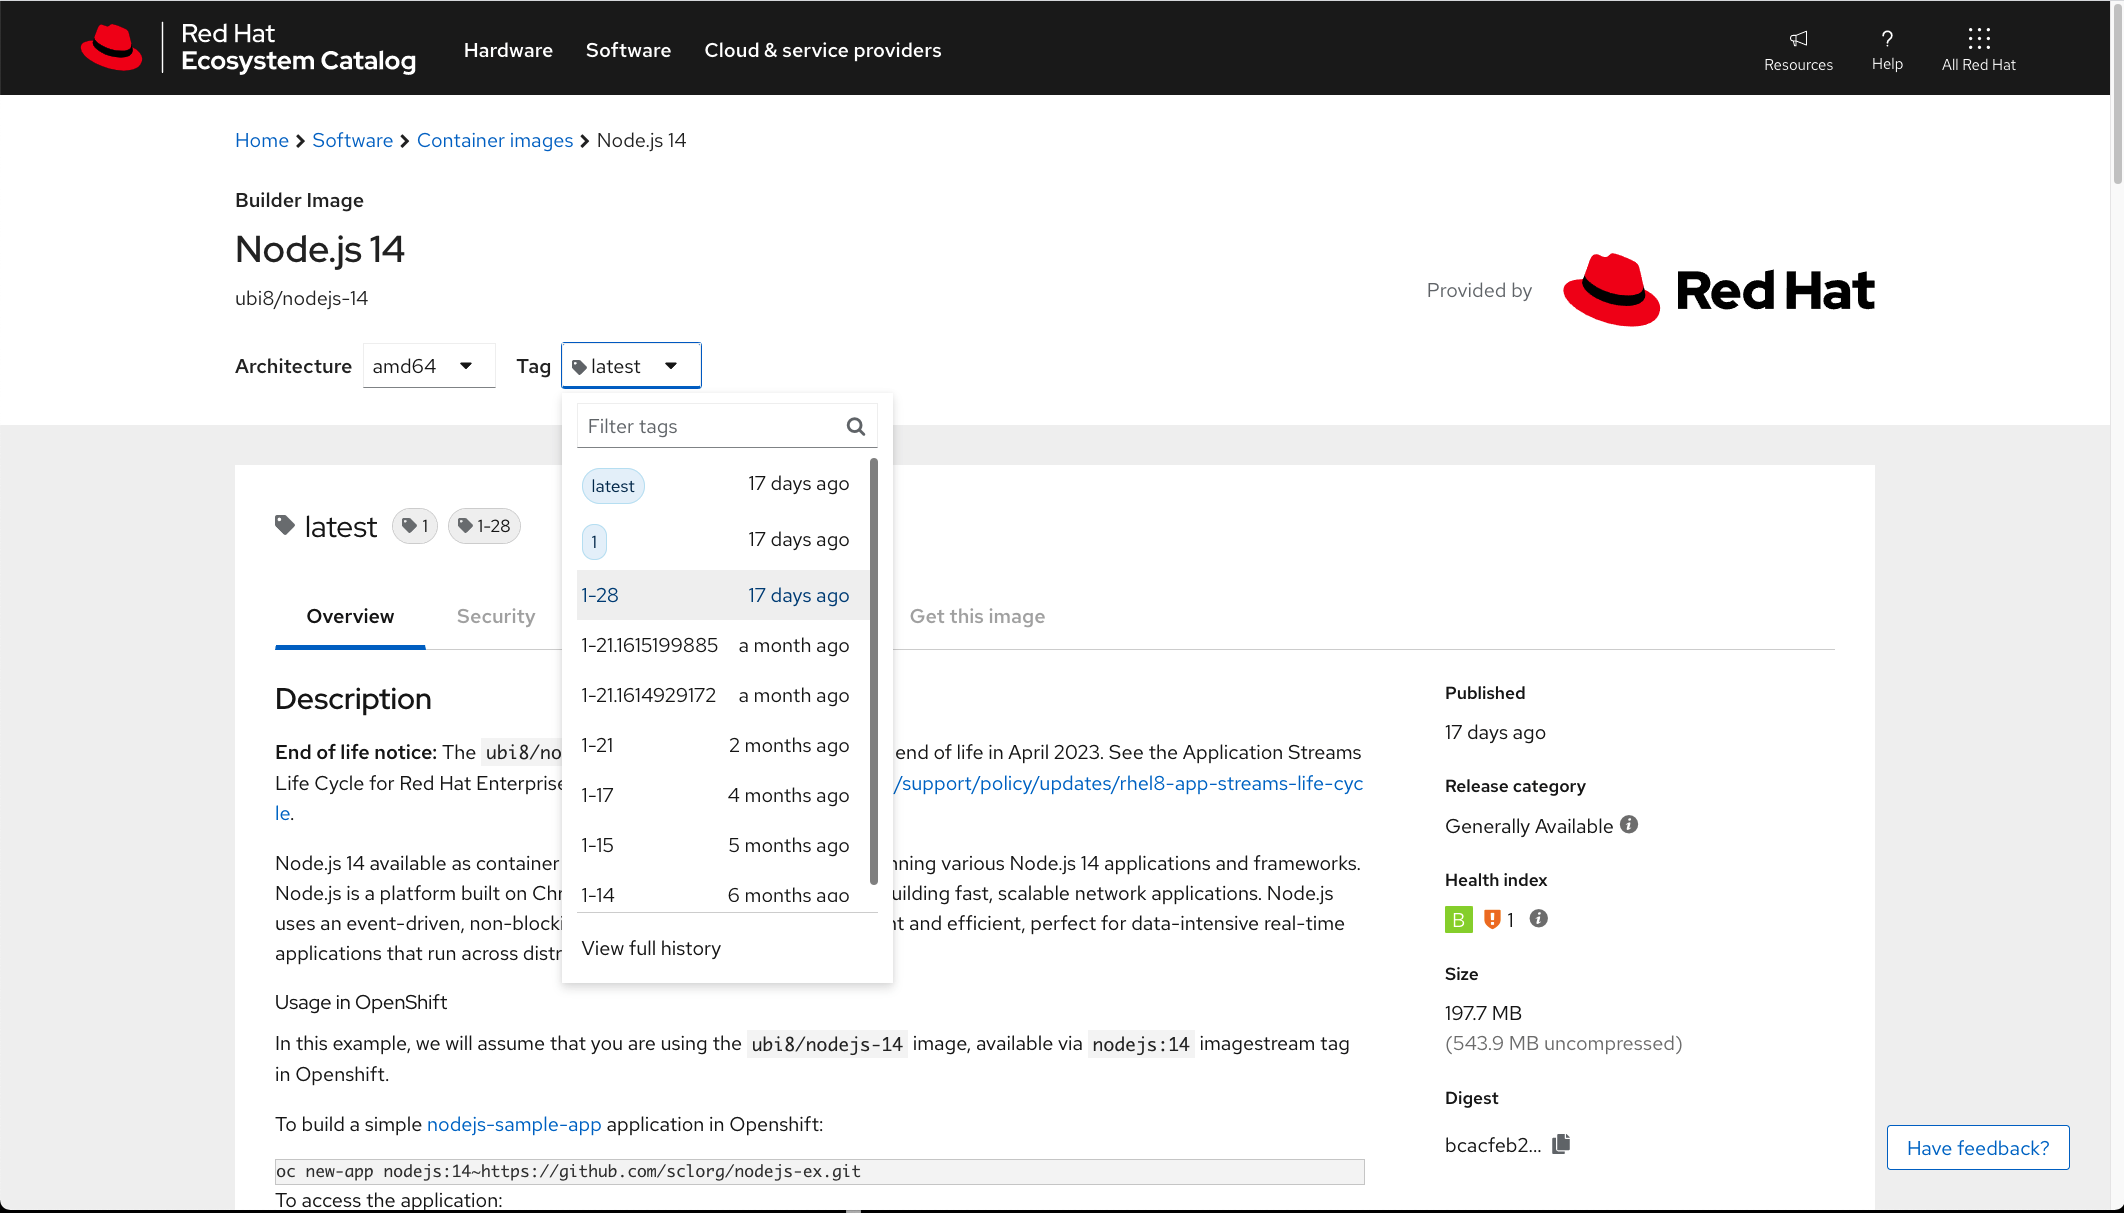 Red Hat
Ecosystem Catalog
Hardware Software Cloud & service providers
Resources Help All Red Hat
Home Software Container images Node.js 14
Builder Image
Node.js 14
ubi8/nodejs-14
Provided by Red Hat
Architecture amd64 Tag latest
Filter tags
latest 17 days ago
1 17 days ago
1-28 17 days ago
1-21.1615199885 a month ago
1-21.1614929172 a month ago
1-21 2 months ago
1-17 4 months ago
1-15 5 months ago
1-14 6 months ago
View full history
latest 1 1-28
Overview Security Get this image
Description
End of life notice: The ubi8/no end of life in April 2023. See the Application Streams
Life Cycle for Red Hat Enterprise /support/policy/updates/rhel8-app-streams-life-cyc
le.
Node.js 14 available as container nning various Node.js 14 applications and frameworks.
Node.js is a platform built on Chr uilding fast, scalable network applications. Node.js
uses an event-driven, non-blocki nt and efficient, perfect for data-intensive real-time
applications that run across distr
Usage in OpenShift
In this example, we will assume that you are using the ubi8/nodejs-14 image, available via nodejs:14 imagestream tag
in Openshift.
To build a simple nodejs-sample-app application in Openshift:
oc new-app nodejs:14~https://github.com/sclorg/nodejs-ex.git
To access the application:
Published
17 days ago
Release category
Generally Available
Health index
B 1
Size
197.7 MB
(543.9 MB uncompressed)
Digest
bcacfeb2...
Have feedback?